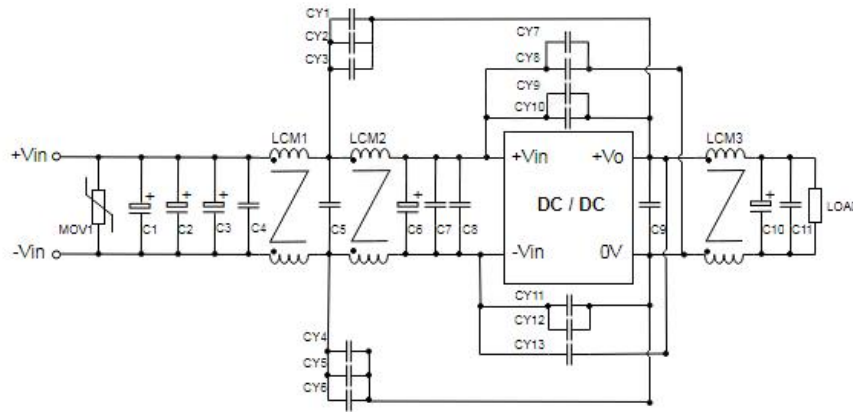 CY1
CY2
CY3
CY7
CY8
CY9
CY10
LCM1
LCM2
LCM3
+Vin
+Vin
+Vo
DC / DC
MOV1
C1
C2
C3
C4
C5
C6
C7
C8
C9
C10
C11
LOAD
-Vin
-Vin
0V
CY11
CY12
CY13
CY4
CY5
CY6